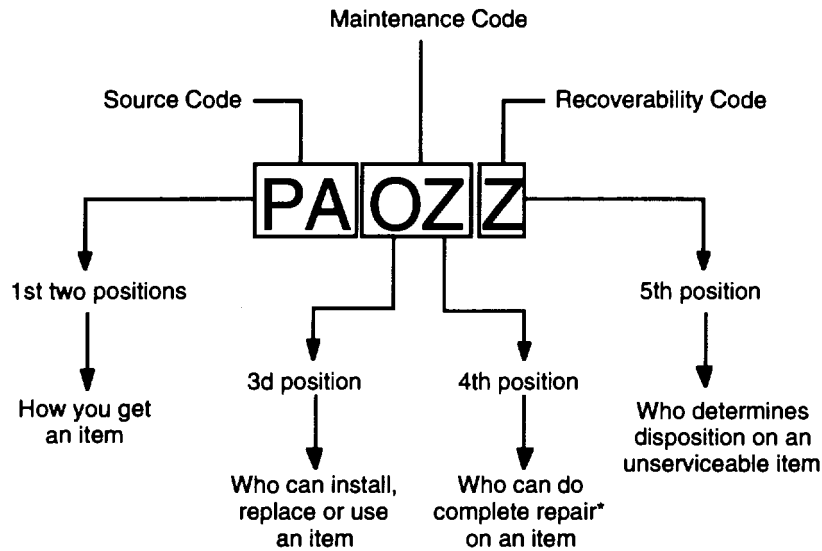 Maintenance Code
Source Code
Recoverability Code
PAOZZ
1st two positions
5th position
3d position
4th position
How you get
an item
Who determines
disposition on an
unserviceable item
Who can install,
replace or use
an item
Who can do
complete repair*
on an item